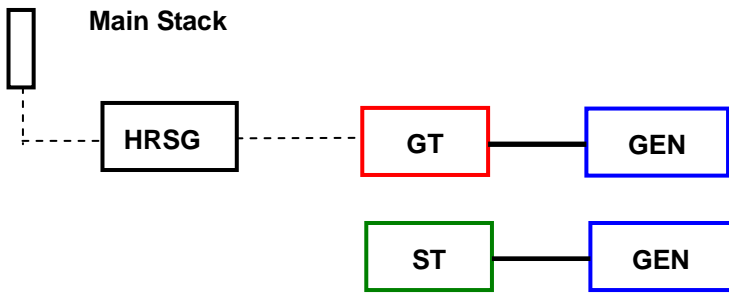 Main Stack
HRSG
GT
GEN
ST
GEN